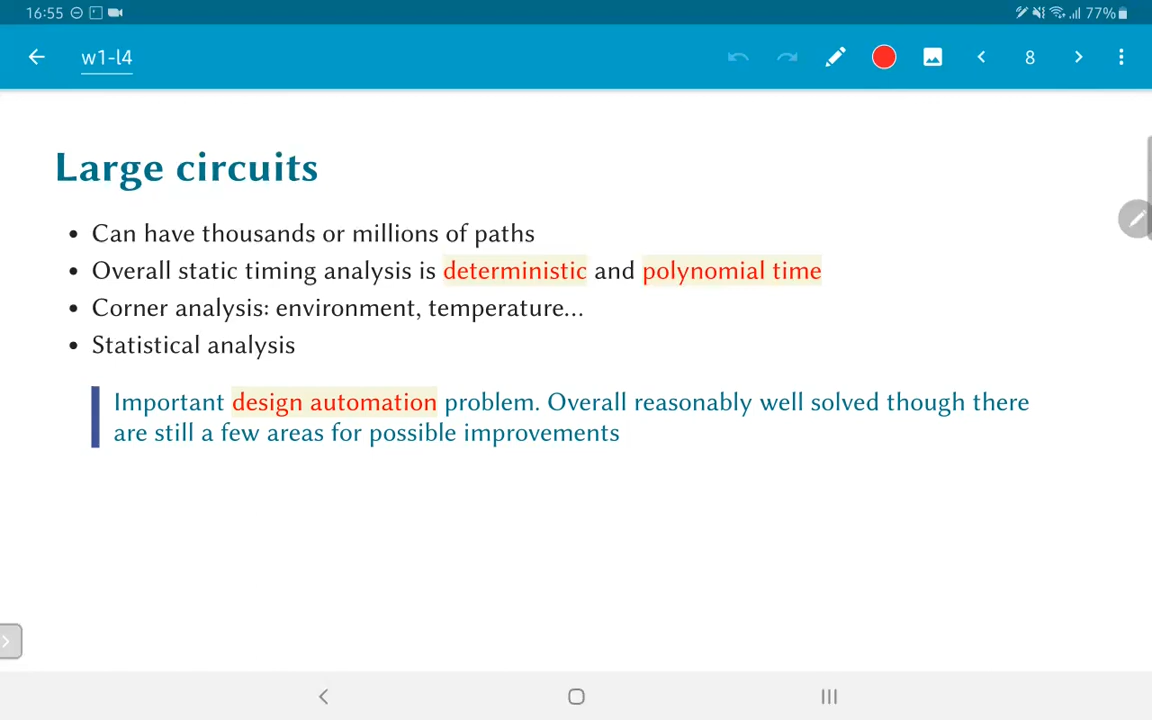 16:55
77%
w1-l4
8
Large circuits
• Can have thousands or millions of paths
• Overall static timing analysis is deterministic and polynomial time
• Corner analysis: environment, temperature...
• Statistical analysis
Important design automation problem. Overall reasonably well solved though there
are still a few areas for possible improvements